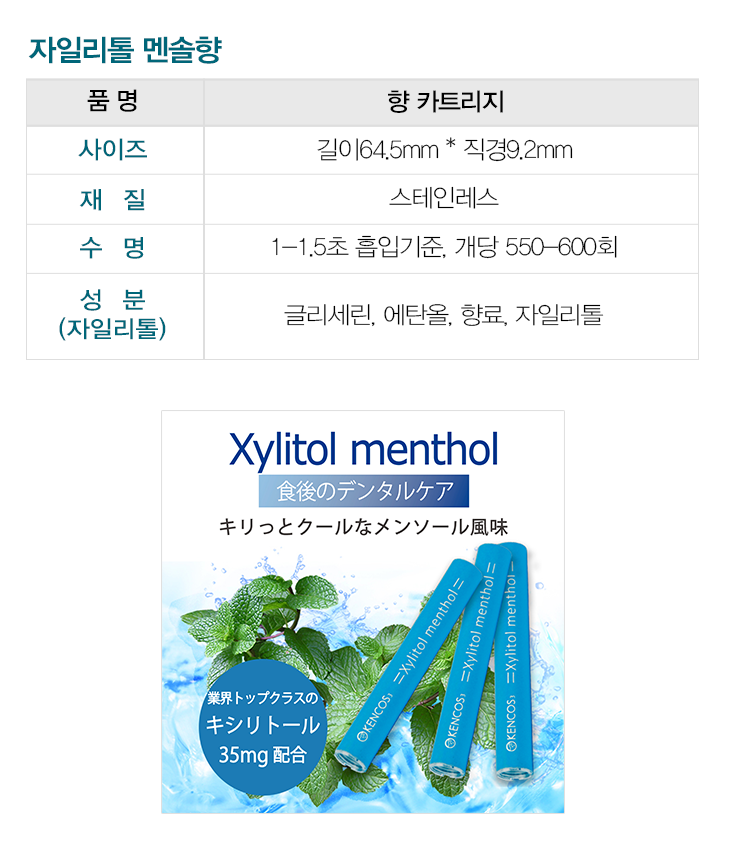 자일리톨 멘솔향
품 명
향 카트리지
사이즈
길이64.5mm * 직경9.2mm
재 질
스테인레스
수 명
1-1.5초 흡입기준, 개당 550-600회
성 분
(자일리톨)
글리세린, 에탄올, 향료, 자일리톨
Xylitol menthol
食後のデンタルケア
キリっとクールなメンソール風味
業界トップクラスの
キシリトール
35mg 配合
KENCOS3 =Xylitol menthol=
KENCOS3 =Xylitol menthol=
KENCOS3 =Xylitol menthol=